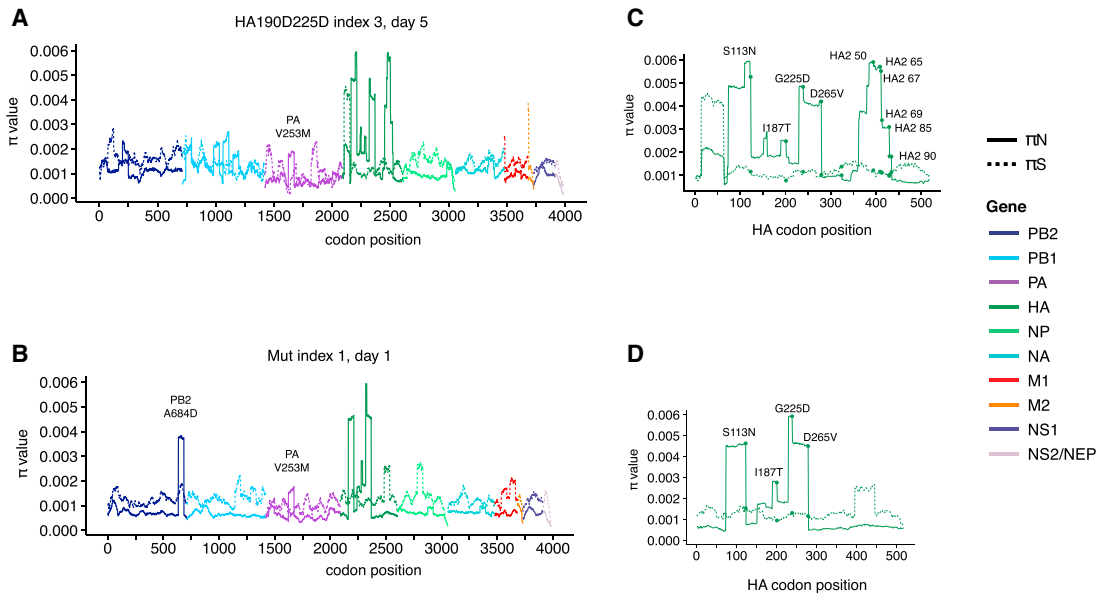 A
HA190D225D index 3, day 5
π value
0.006
0.005
0.004
0.003
0.002
0.001
0.000
PA
V253M
0 500 1000 1500 2000 2500 3000 3500 4000
codon position
C
π value
0.006
0.005
0.004
0.003
0.002
0.001
S113N
I187T
G225D
D265V
HA2 50
HA2 65
HA2 67
HA2 69
HA2 85
HA2 90
0 100 200 300 400 500
HA codon position
B
Mut index 1, day 1
π value
0.006
0.005
0.004
0.003
0.002
0.001
0.000
PB2
A684D
PA
V253M
0 500 1000 1500 2000 2500 3000 3500 4000
codon position
D
π value
0.006
0.005
0.004
0.003
0.002
0.001
0.000
S113N
I187T
G225D
D265V
0 100 200 300 400 500
HA codon position
πN
πS
Gene
PB2
PB1
PA
HA
NP
NA
M1
M2
NS1
NS2/NEP